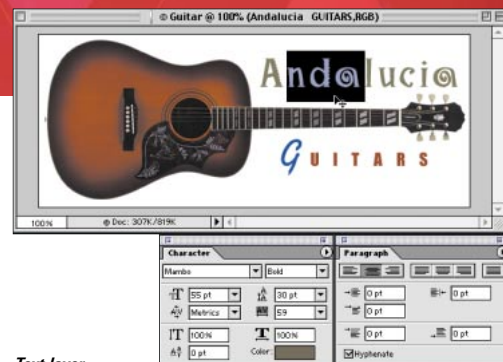 Guitar @ 100% (Andalucia GUITARS,RGB)
Andalucia
GUITARS
100%
Doc: 307K/819K
Character
Paragraph
Mambo
Bold
55 pt
30 pt
0 pt
0 pt
Metrics
59
0 pt
100%
100%
0 pt
0 pt
0 pt
Color:
Hyphenate
Text layer